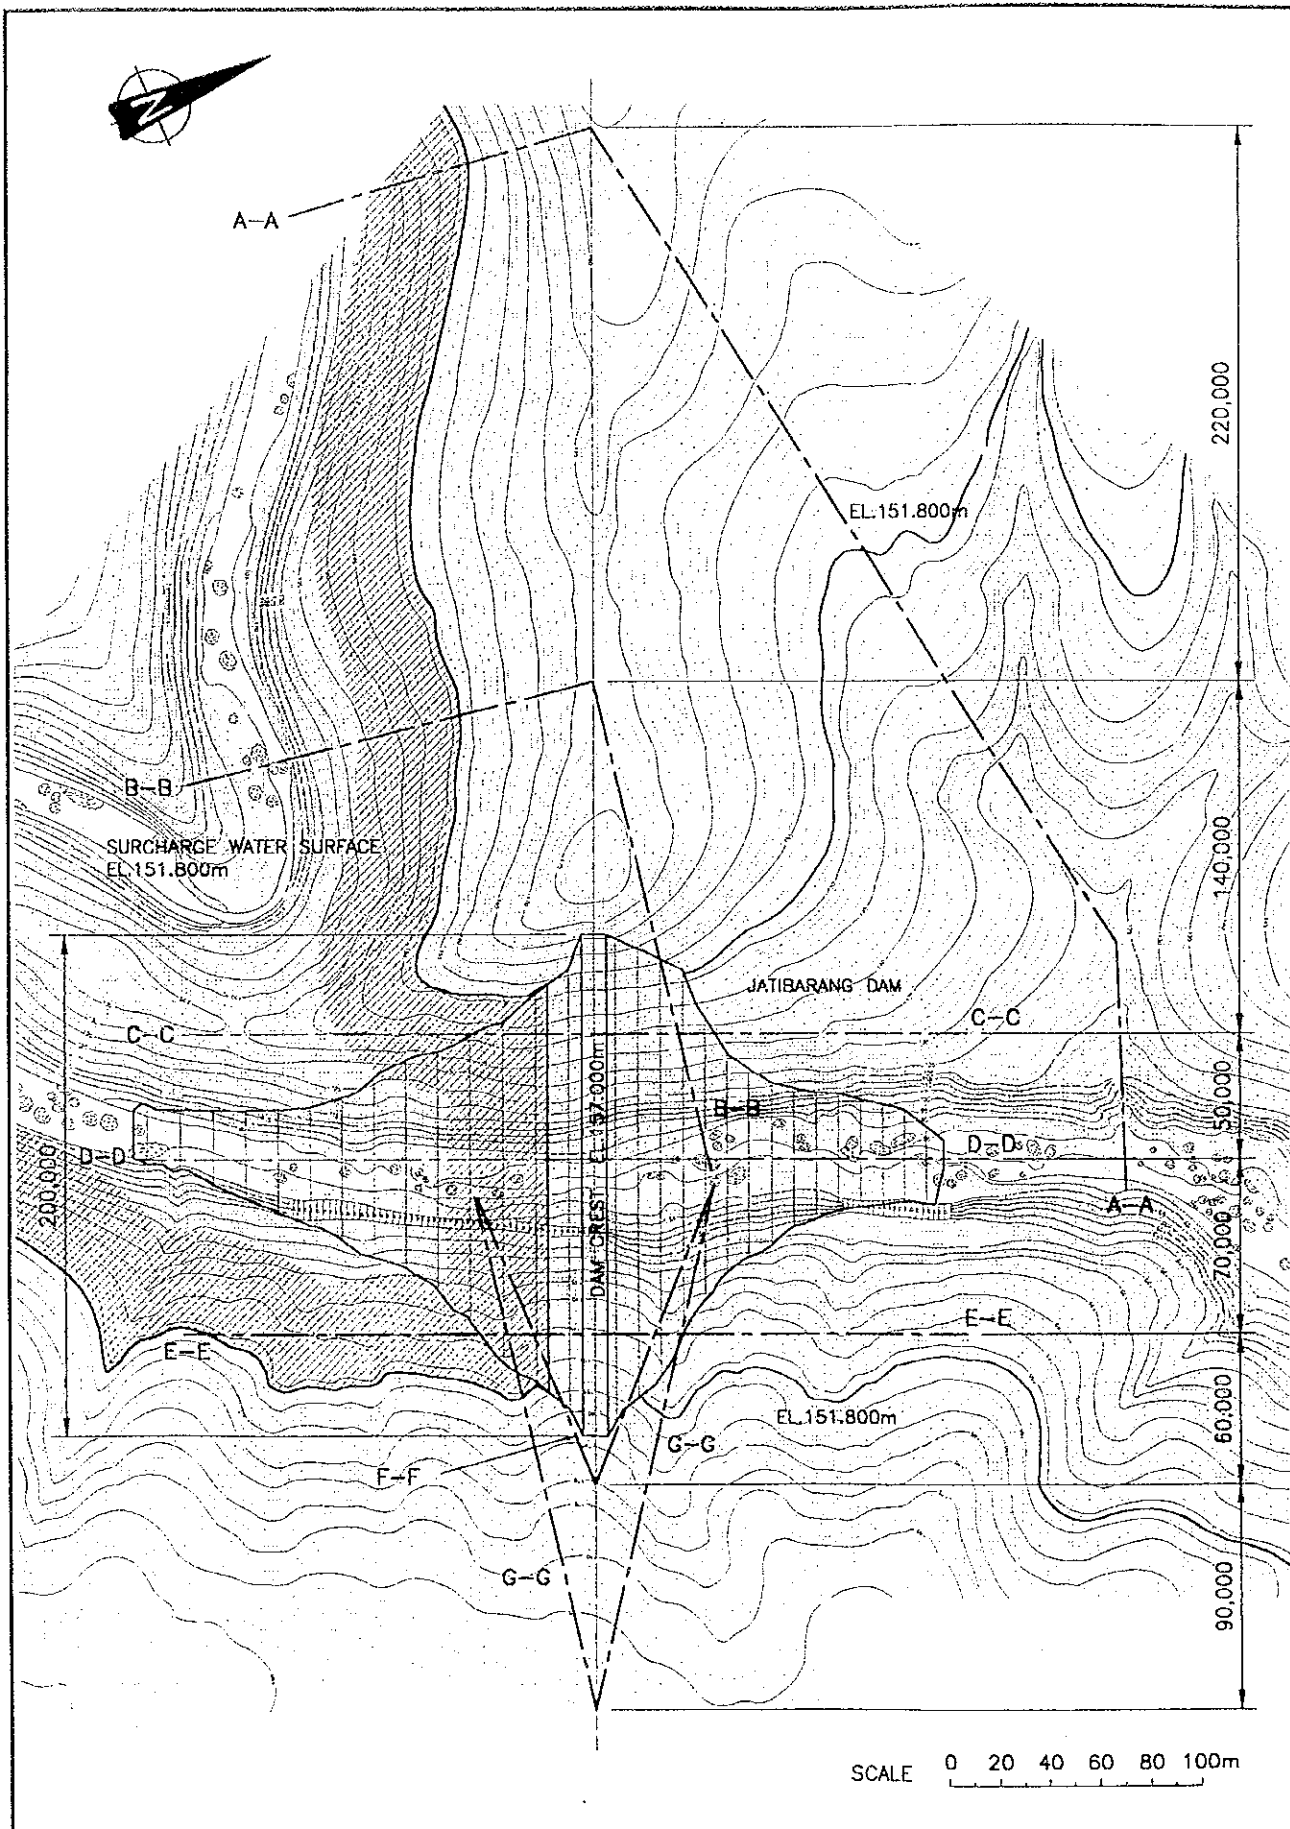 N
A-A
220,000
EL.151.800m
B-B
SURCHARGE WATER SURFACE
EL.151.800m
140,000
JATIBARANG DAM
C-C
C-C
DAM CREST EL.157.000m
B-B
50,000
D-D
D-D
200,000
A-A
70,000
E-E
E-E
EL.151.800m
60,000
G-G
F-F
G-G
90,000
SCALE 0 20 40 60 80 100m